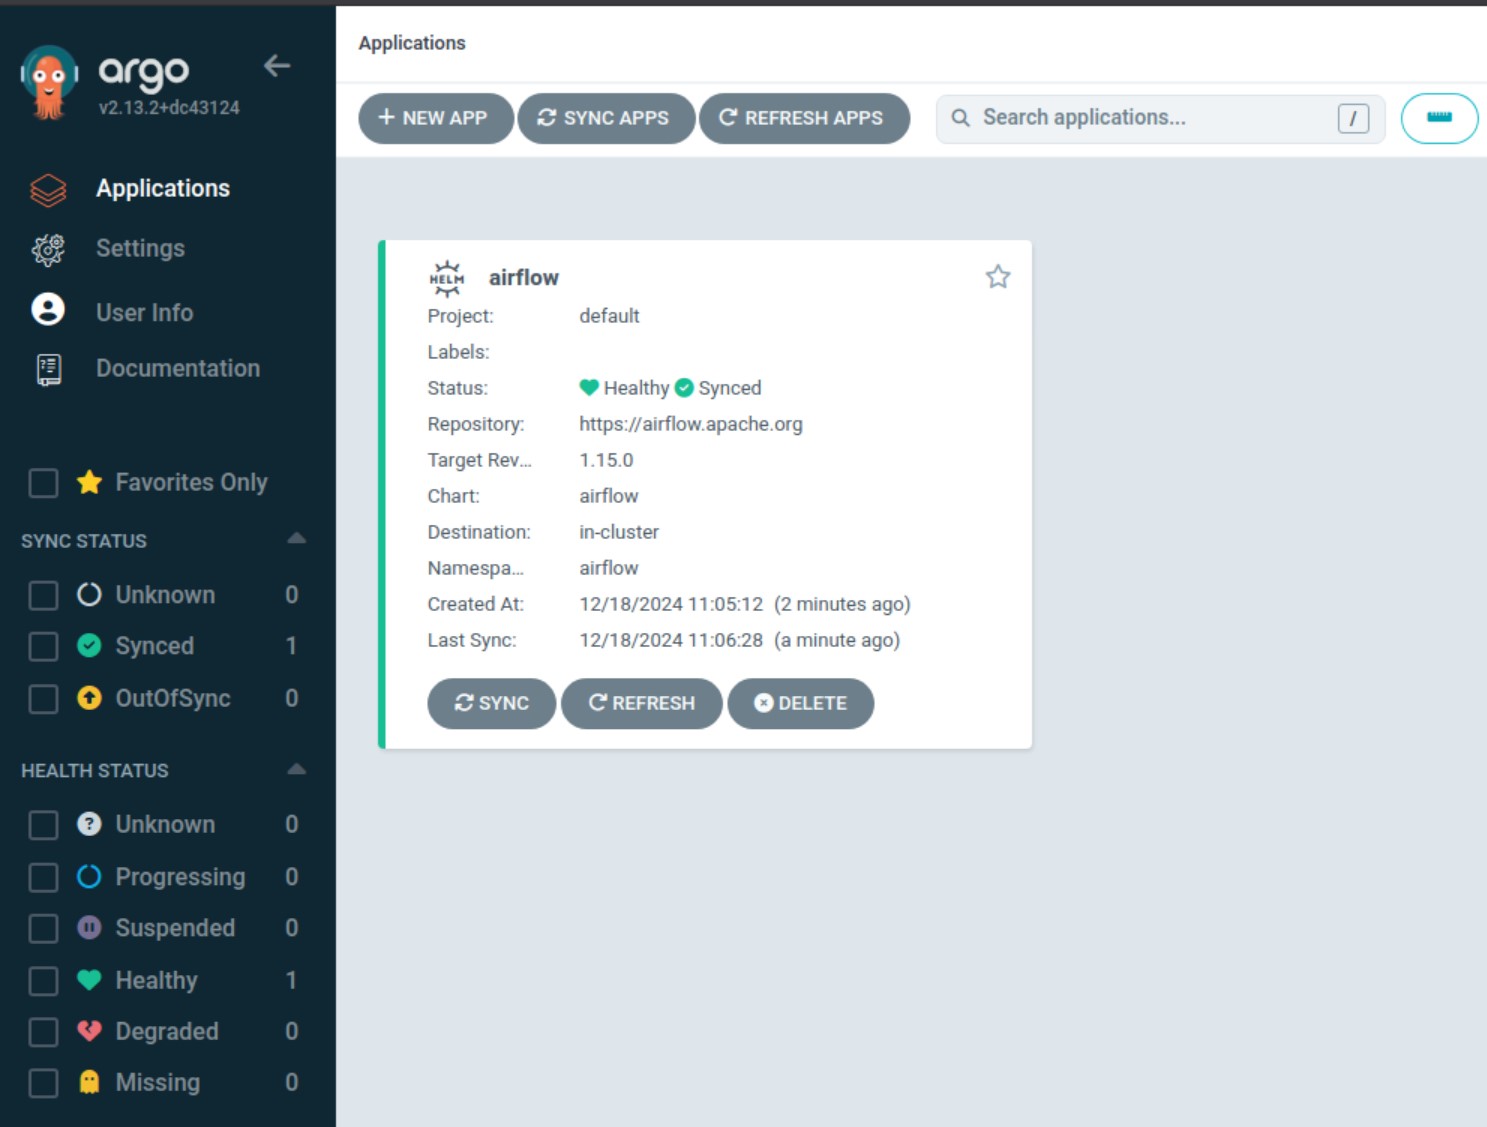 argo
v2.13.2+dc43124
Applications
Settings
User Info
Documentation
Favorites Only
SYNC STATUS
Unknown 0
Synced 1
OutOfSync 0
HEALTH STATUS
Unknown 0
Progressing 0
Suspended 0
Healthy 1
Degraded 0
Missing 0
Applications
NEW APP SYNC APPS REFRESH APPS Search applications... /
HELM airflow
Project: default
Labels:
Status: Healthy Synced
Repository: https://airflow.apache.org
Target Rev... 1.15.0
Chart: airflow
Destination: in-cluster
Namespa... airflow
Created At: 12/18/2024 11:05:12 (2 minutes ago)
Last Sync: 12/18/2024 11:06:28 (a minute ago)
SYNC REFRESH DELETE